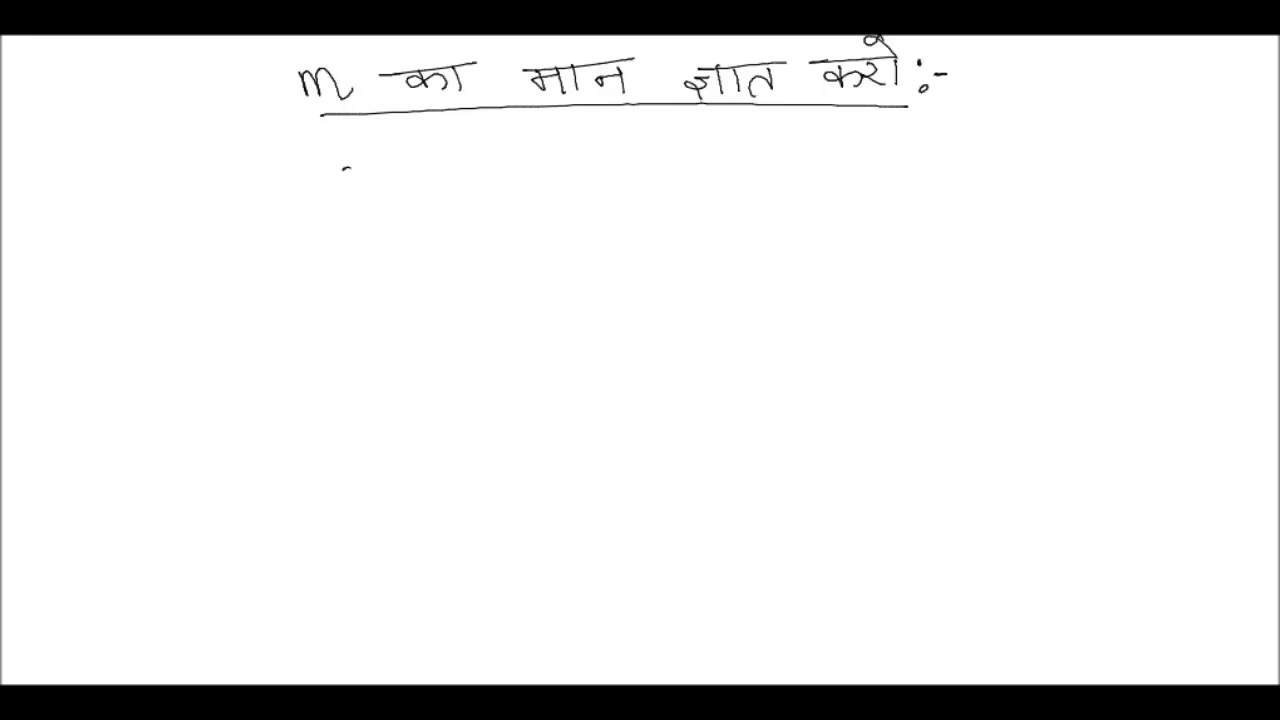 m का मान ज्ञात करो :-